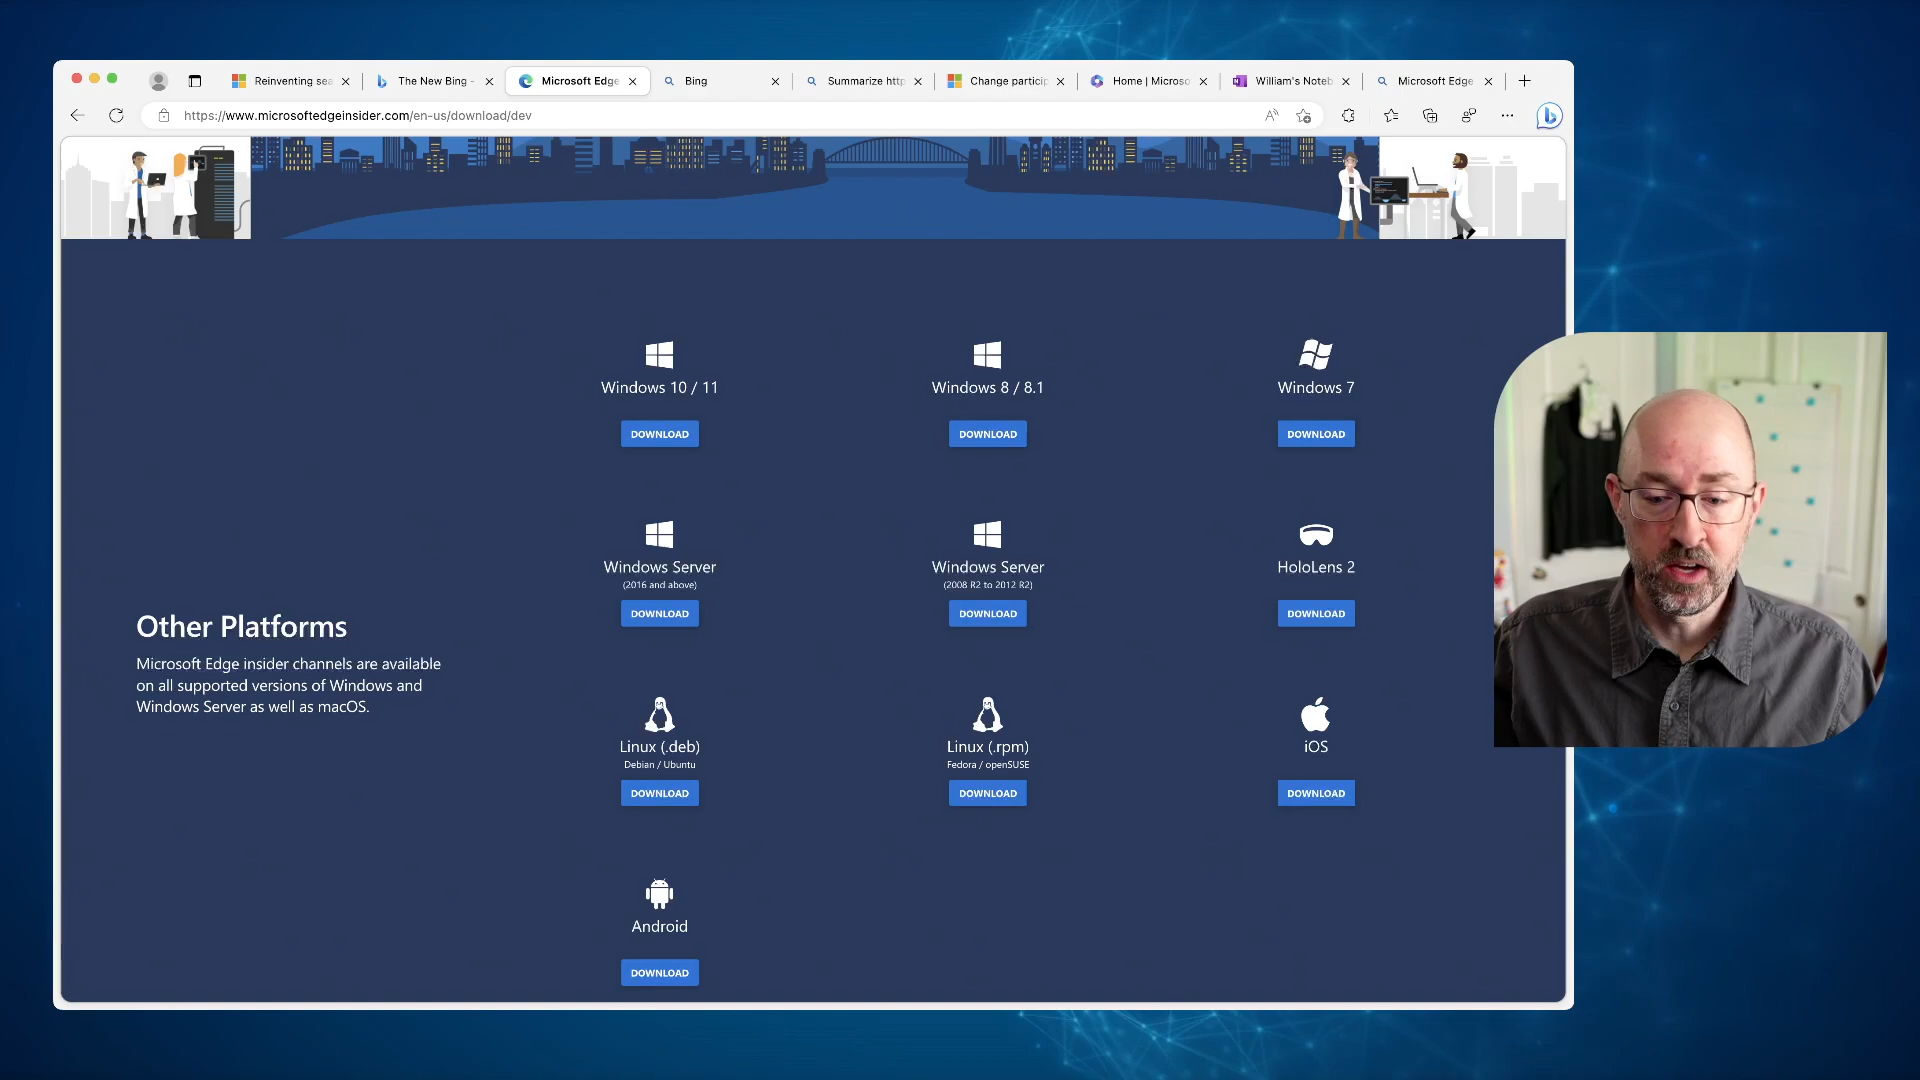 Reinventing sea
The New Bing -
Microsoft Edge
Bing
Summarize http
Change particip
Home | Microso
William's Noteb
Microsoft Edge
https://www.microsoftedgeinsider.com/en-us/download/dev
Windows 10 / 11
Windows 8 / 8.1
Windows 7
DOWNLOAD
DOWNLOAD
DOWNLOAD
Windows Server
Windows Server
HoloLens 2
(2016 and above)
(2008 R2 to 2012 R2)
DOWNLOAD
DOWNLOAD
DOWNLOAD
Other Platforms
Microsoft Edge insider channels are available
on all supported versions of Windows and
Windows Server as well as macOS.
Linux (.deb)
Linux (.rpm)
iOS
Debian / Ubuntu
Fedora / openSUSE
DOWNLOAD
DOWNLOAD
DOWNLOAD
Android
DOWNLOAD